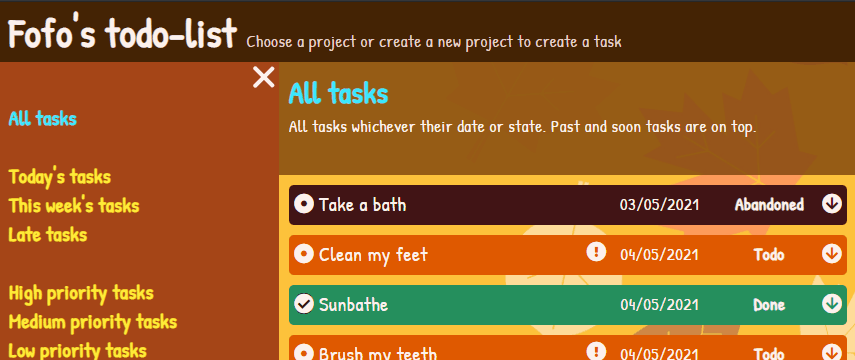 Fofo's todo-list Choose a project or create a new project to create a task
All tasks
Today's tasks
This week's tasks
Late tasks
High priority tasks
Medium priority tasks
Low priority tasks
All tasks
All tasks whichever their date or state. Past and soon tasks are on top.
Take a bath 03/05/2021 Abandoned
Clean my feet 04/05/2021 Todo
Sunbathe 04/05/2021 Done
Brush my teeth 04/05/2021 Todo